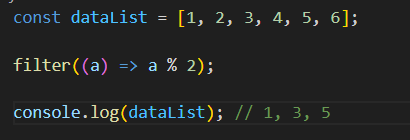 const dataList = [1, 2, 3, 4, 5, 6];
filter((a) => a % 2);
console.log(dataList); // 1, 3, 5